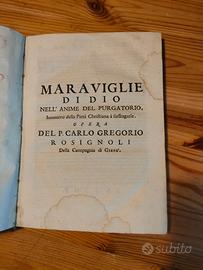 MARAVIGLIE
DI DIO
NELL' ANIME DEL PURGATORIO,
Incentivo della Pietà Christiana à suffragarle.
OPERA
DEL P. CARLO GREGORIO
ROSIGNOLI
Della Compagnia di GIESU'.
subito